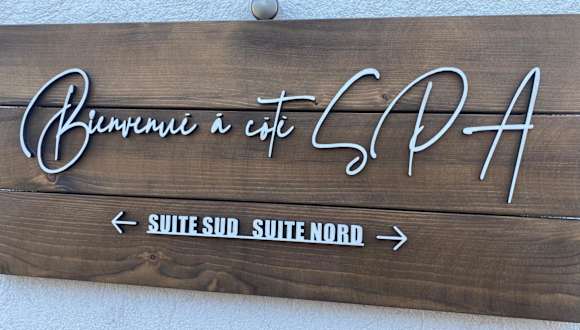 Bienvenue á côté SPA
← SUITE SUD SUITE NORD →